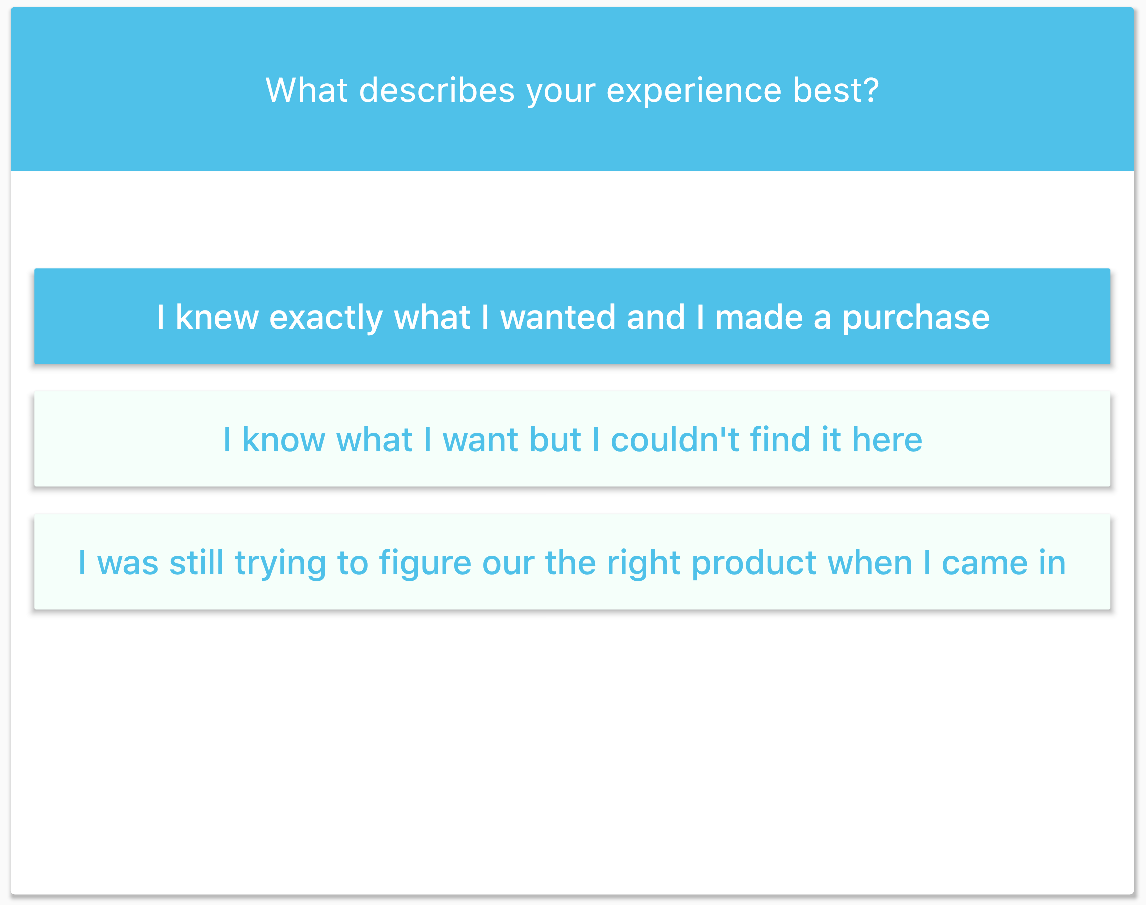 What describes your experience best?
I knew exactly what I wanted and I made a purchase
I know what I want but I couldn't find it here
I was still trying to figure our the right product when I came in